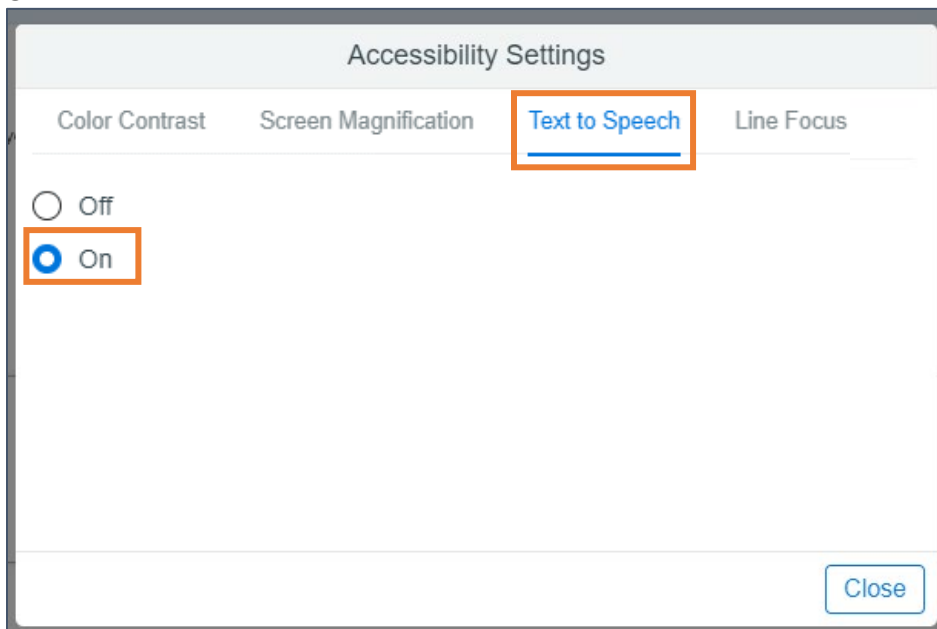 Accessibility Settings
Color Contrast Screen Magnification Text to Speech Line Focus
Off
On
Close